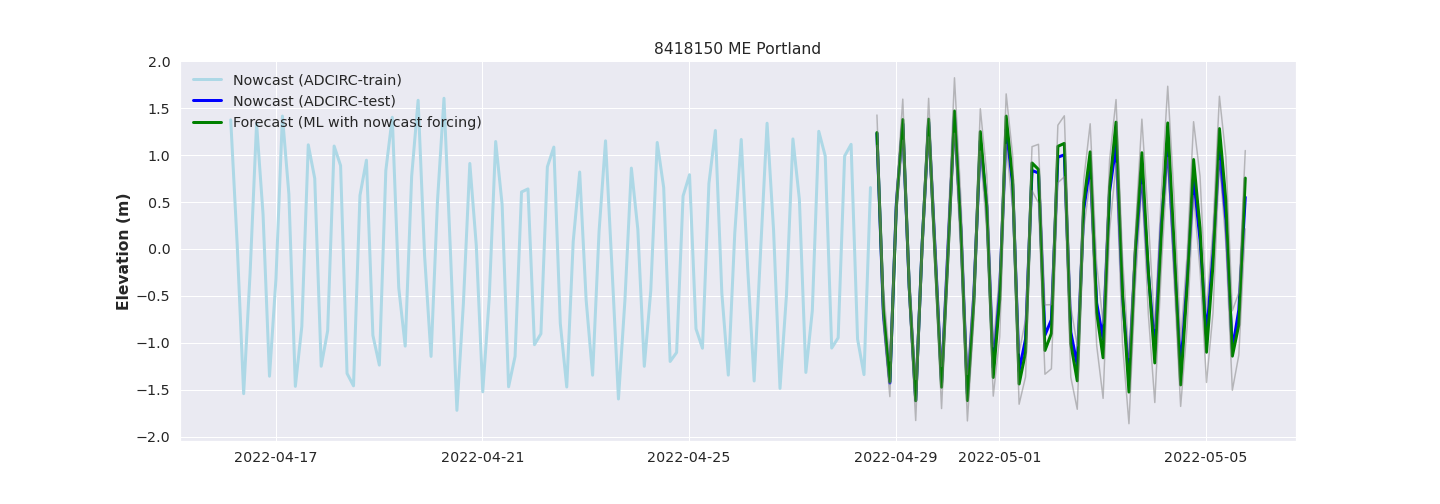 8418150 ME Portland
Nowcast (ADCIRC-train)
Nowcast (ADCIRC-test)
Forecast (ML with nowcast forcing)
Elevation (m)
2.0
1.5
1.0
0.5
0.0
−0.5
−1.0
−1.5
−2.0
2022-04-17 2022-04-21 2022-04-25 2022-04-29 2022-05-01 2022-05-05